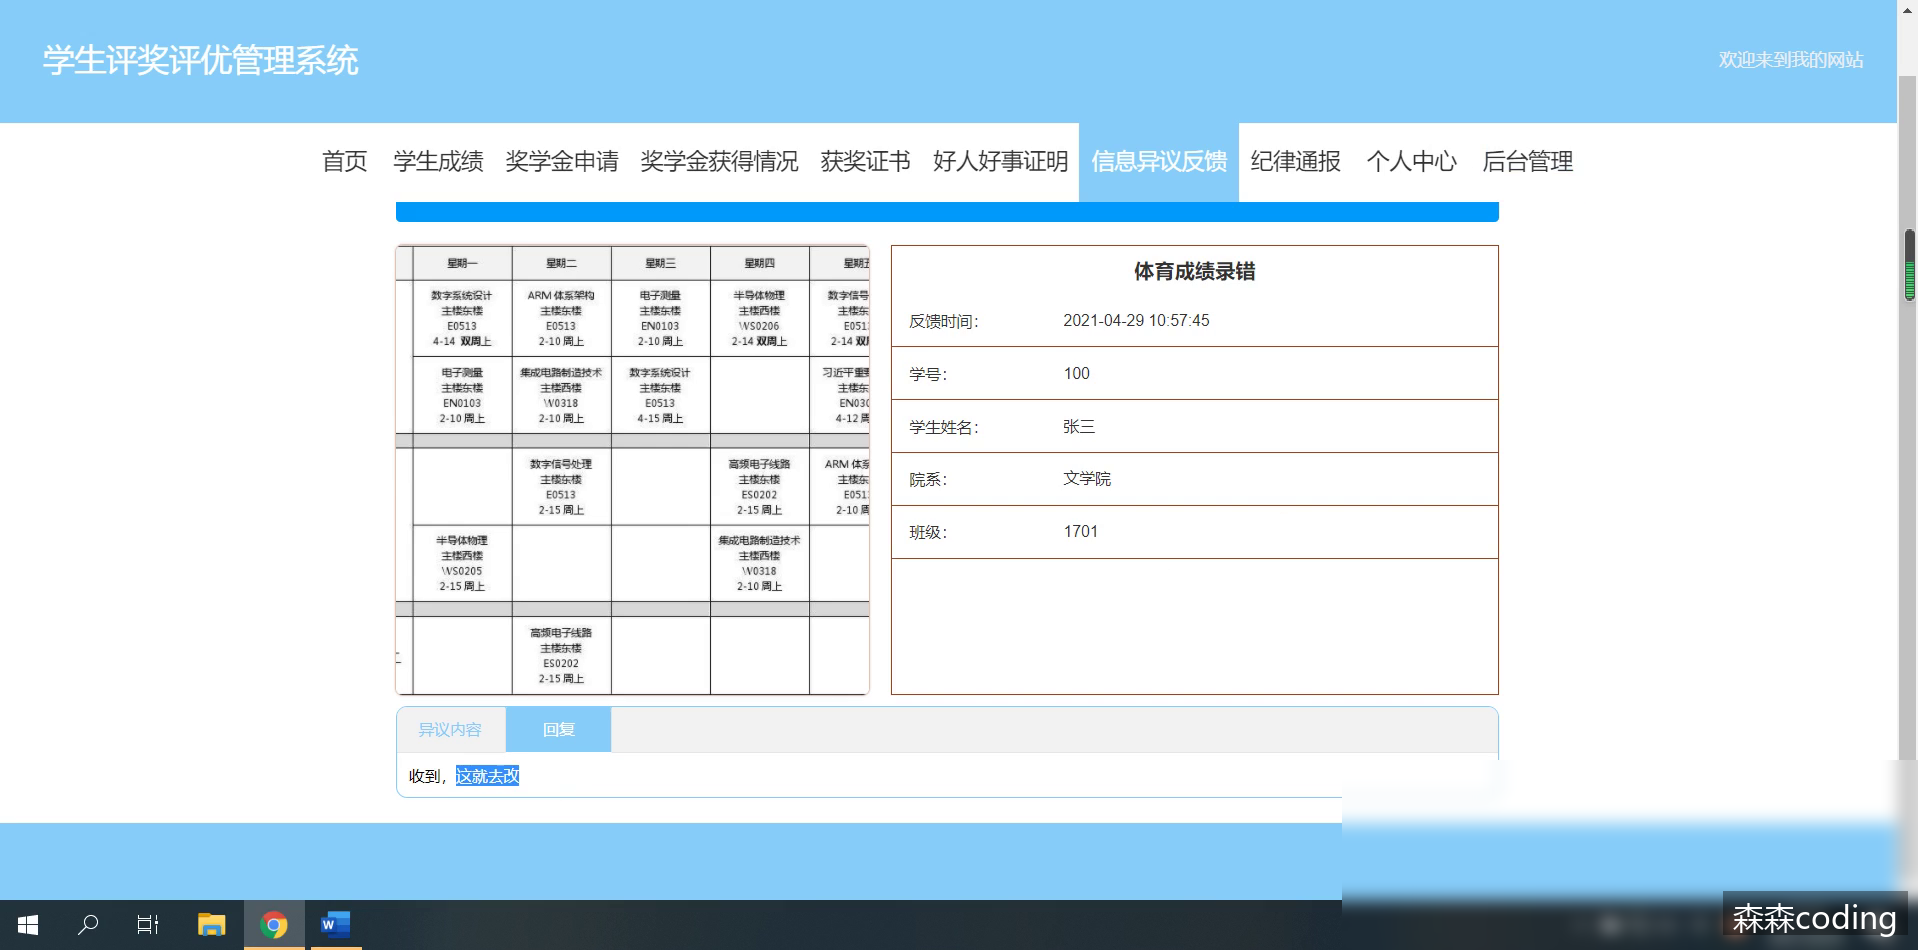 学生评奖评优管理系统
欢迎来到我的网站
首页 学生成绩 奖学金申请 奖学金获得情况 获奖证书 好人好事证明 信息异议反馈 纪律通报 个人中心 后台管理
星期一 星期二 星期三 星期四 星期五
数字系统设计 ARM 体系架构 电子测量 半导体物理 数字信号
主楼东楼 主楼东楼 主楼东楼 主楼西楼 主楼东
E0513 E0513 EN0103 WS0206 E051
4-14 双周上 2-10 周上 2-10 周上 2-14 双周上 2-14 双
电子测量 集成电路制造技术 数字系统设计 习近平重
主楼东楼 主楼西楼 主楼东楼 主楼东
EN0103 W0318 E0513 EN03
2-10 周上 2-10 周上 4-15 周上 4-12 周
数字信号处理 高频电子线路 ARM 体系
主楼东楼 主楼东楼 主楼东
E0513 ES0202 E051
2-15 周上 2-15 周上 2-10 周
半导体物理 集成电路制造技术
主楼西楼 主楼西楼
WS0205 W0318
2-15 周上 2-10 周上
高频电子线路
主楼东楼
ES0202
2-15 周上
体育成绩录错
反馈时间： 2021-04-29 10:57:45
学号： 100
学生姓名： 张三
院系： 文学院
班级： 1701
异议内容 回复
收到，这就去改
森森coding